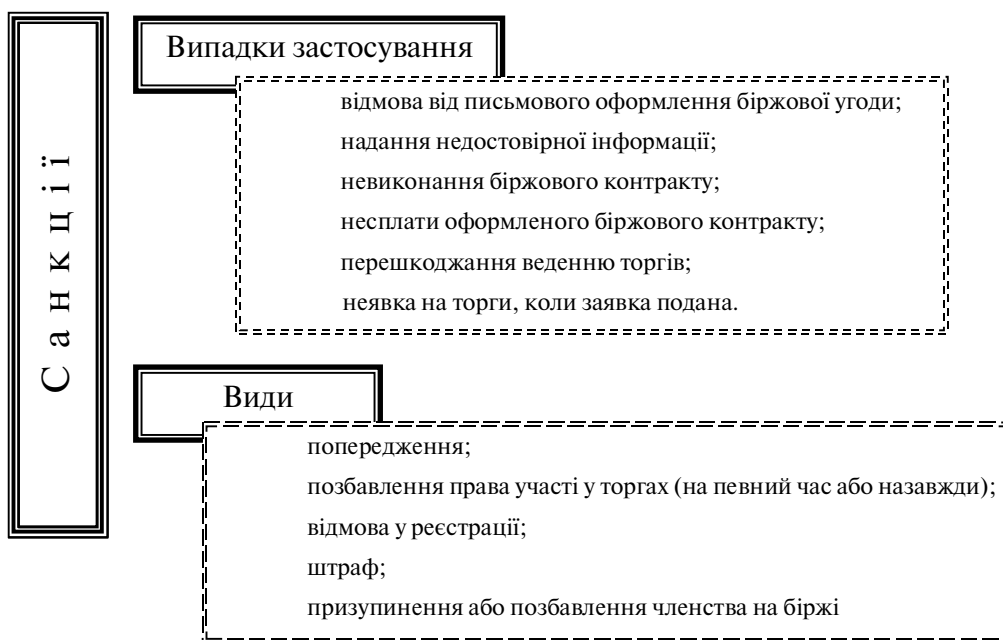 Санкції
Випадки застосування
відмова від письмового оформлення біржової угоди;
надання недостовірної інформації;
невиконання біржового контракту;
несплати оформленого біржового контракту;
перешкоджання веденню торгів;
неявка на торги, коли заявка подана.
Види
попередження;
позбавлення права участі у торгах (на певний час або назавжди);
відмова у реєстрації;
штраф;
призупинення або позбавлення членства на біржі